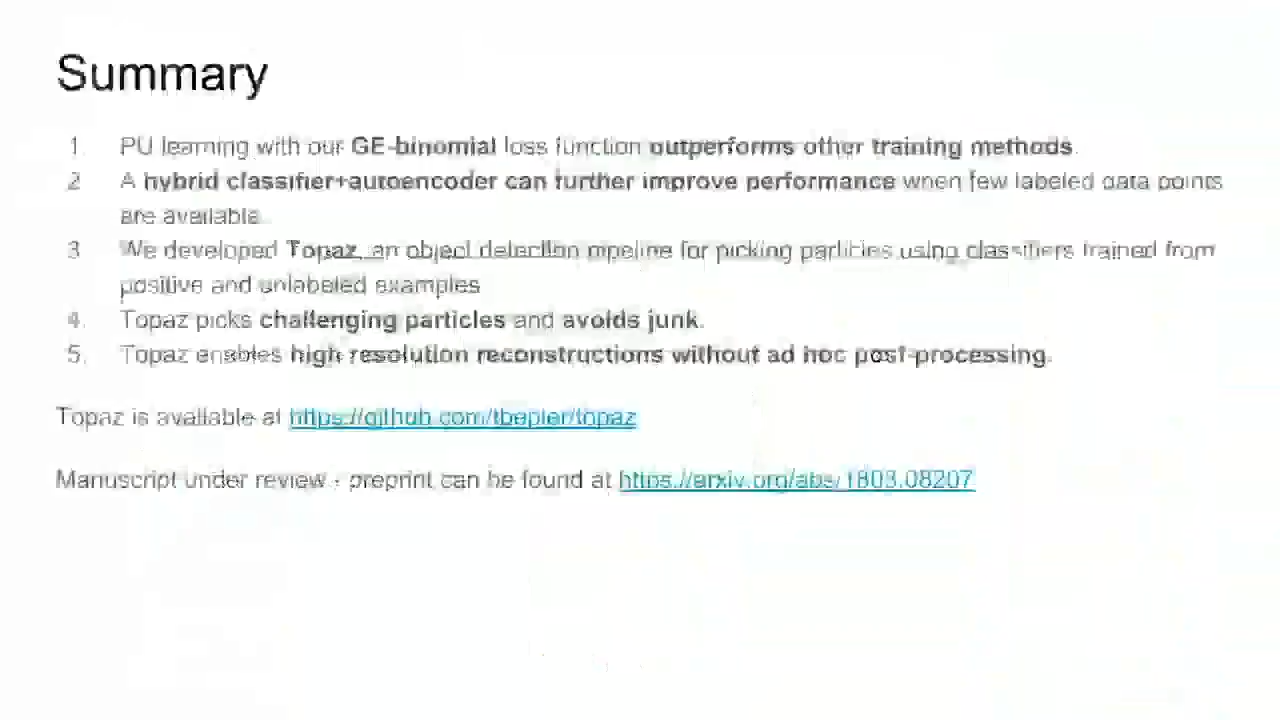 Summary
1. PU learning with our GE-binomial loss function outperforms other training methods.
2. A hybrid classifier+autoencoder can further improve performance when few labeled data points
are available.
3. We developed Topaz, an object detection pipeline for picking particles using classifiers trained from
positive and unlabeled examples
4. Topaz picks challenging particles and avoids junk.
5. Topaz enables high resolution reconstructions without ad hoc post-processing.
Topaz is available at https://github.com/tbepler/topaz
Manuscript under review - preprint can be found at https://arxiv.org/abs/1803.08207